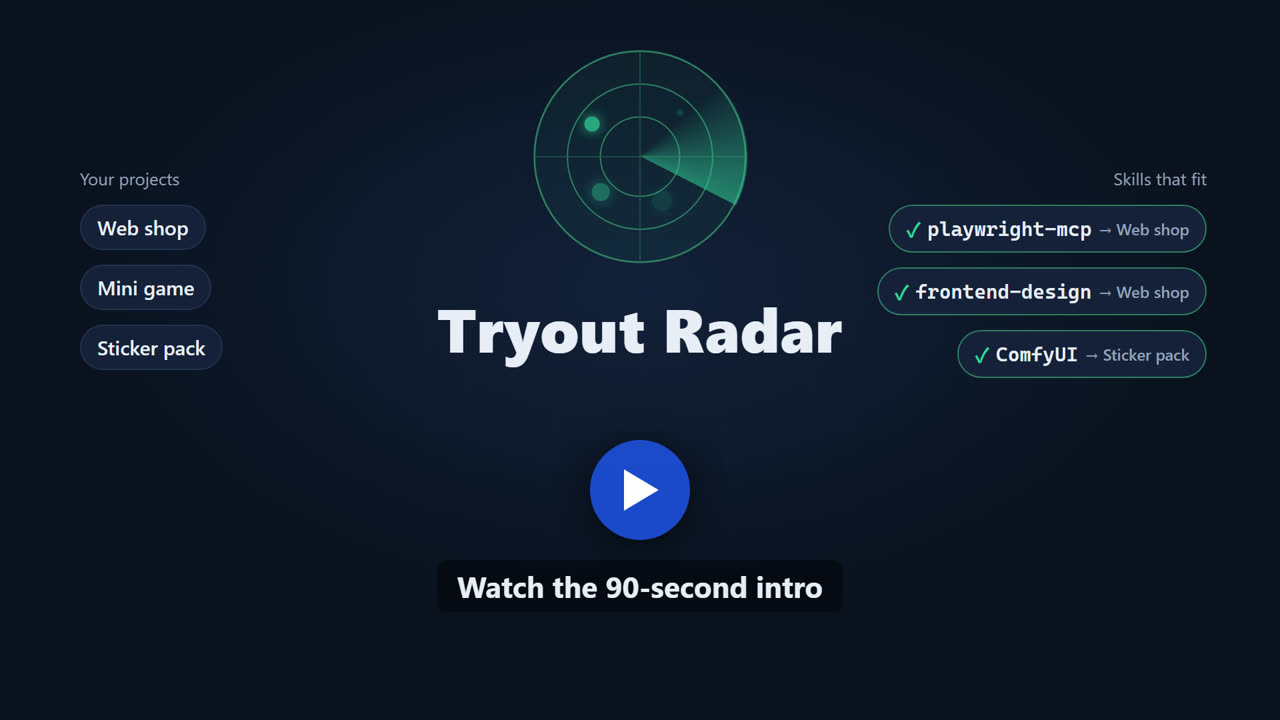 Your projects
Web shop
Mini game
Sticker pack
Tryout Radar
Skills that fit
✓ playwright-mcp → Web shop
✓ frontend-design → Web shop
✓ ComfyUI → Sticker pack
Watch the 90-second intro